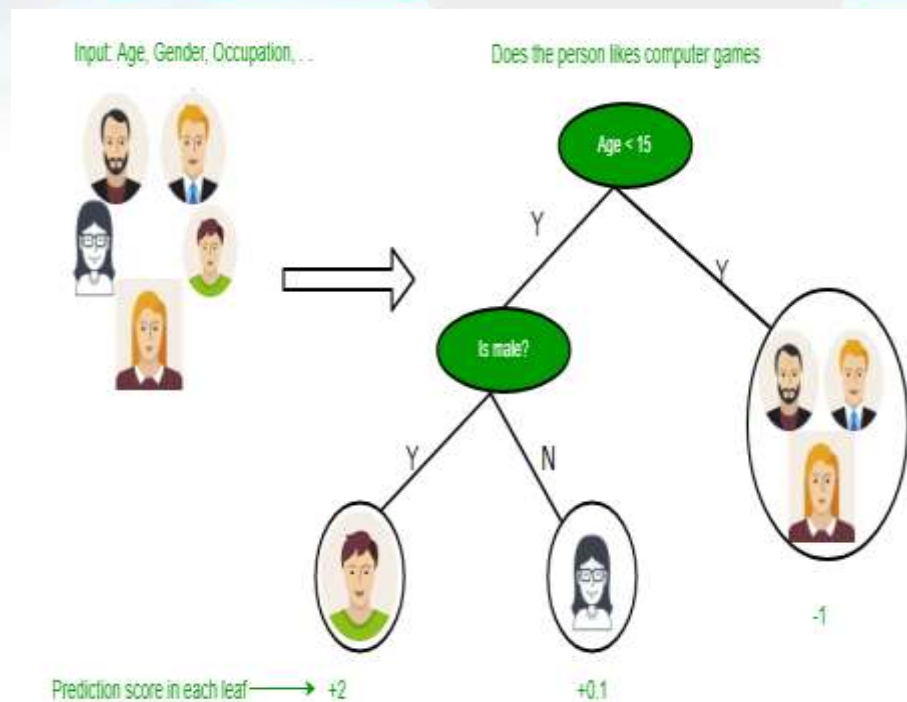 Input: Age, Gender, Occupation, . .
Does the person likes computer games
Age < 15
Y
Y
Is male?
Y
N
-1
Prediction score in each leaf
+2
+0.1